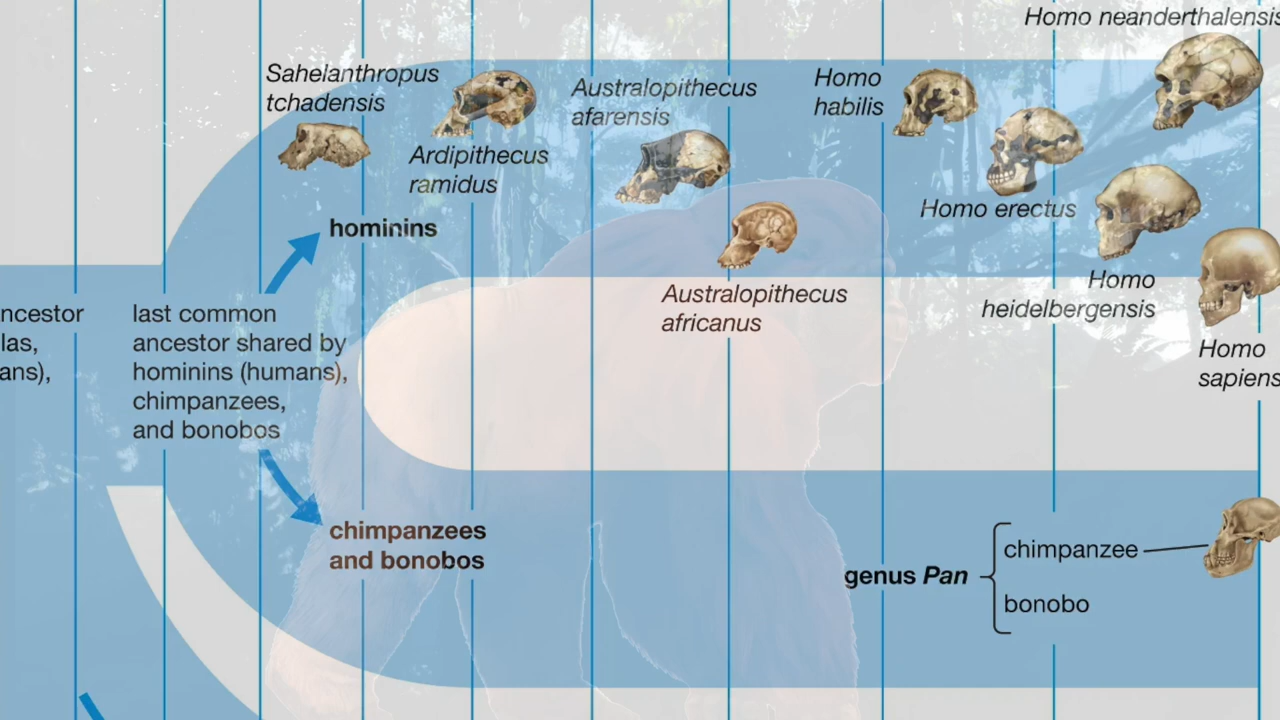 Homo neanderthalensis
Sahelanthropus
tchadensis
Ardipithecus
ramidus
Australopithecus
afarensis
Homo
habilis
Homo erectus
hominins
Australopithecus
africanus
Homo
heidelbergensis
Homo
sapiens
ncestor
las,
ans),
last common
ancestor shared by
hominins (humans),
chimpanzees,
and bonobos
chimpanzees
and bonobos
genus Pan
chimpanzee
bonobo